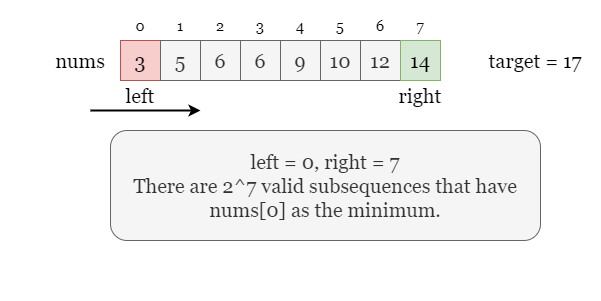 0 1 2 3 4 5 6 7
nums 3 5 6 6 9 10 12 14 target = 17
left right
left = 0, right = 7
There are 2^7 valid subsequences that have
nums[0] as the minimum.